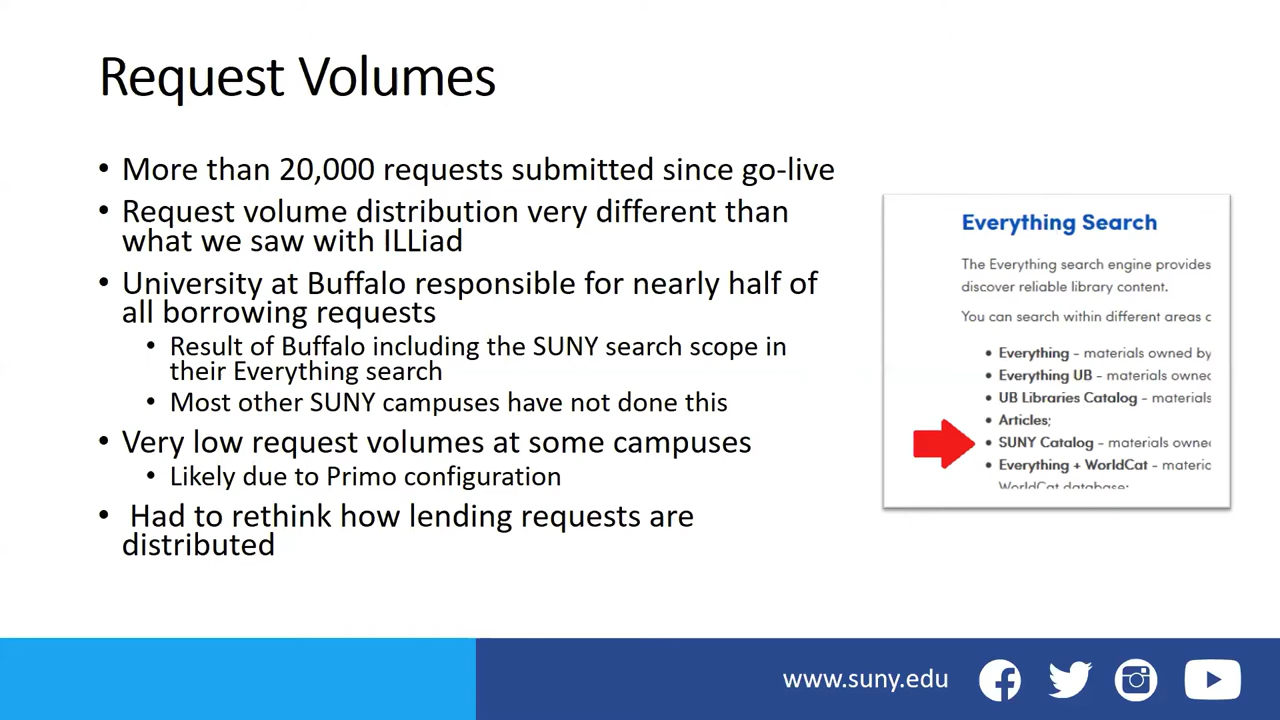 Request Volumes
• More than 20,000 requests submitted since go-live
• Request volume distribution very different than
what we saw with ILLiad
• University at Buffalo responsible for nearly half of
all borrowing requests
• Result of Buffalo including the SUNY search scope in
their Everything search
• Most other SUNY campuses have not done this
• Very low request volumes at some campuses
• Likely due to Primo configuration
• Had to rethink how lending requests are
distributed
Everything Search
The Everything search engine provides
discover reliable library content.
You can search within different areas o
• Everything - materials owned by
• Everything UB - materials owned
• UB Libraries Catalog - materials
• Articles;
• SUNY Catalog - materials owned
• Everything + WorldCat - materic
WorldCat database;
www.suny.edu